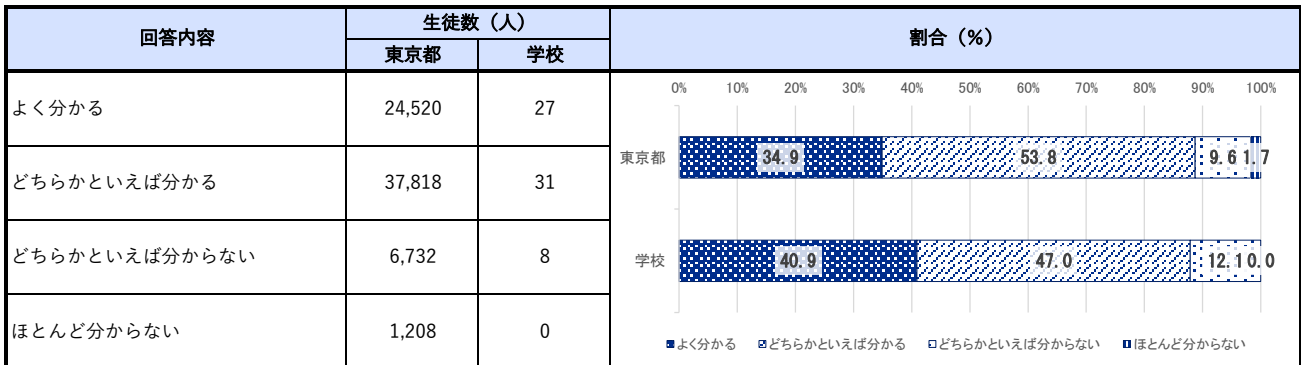 回答内容 生徒数（人） 割合（%）
東京都 学校
よく分かる 24,520 27
どちらかといえば分かる 37,818 31
どちらかといえば分からない 6,732 8
ほとんど分からない 1,208 0
0% 10% 20% 30% 40% 50% 60% 70% 80% 90% 100%
東京都 34.9 53.8 9.6 1.7
学校 40.9 47.0 12.1 0.0
よく分かる どちらかといえば分かる どちらかといえば分からない ほとんど分からない